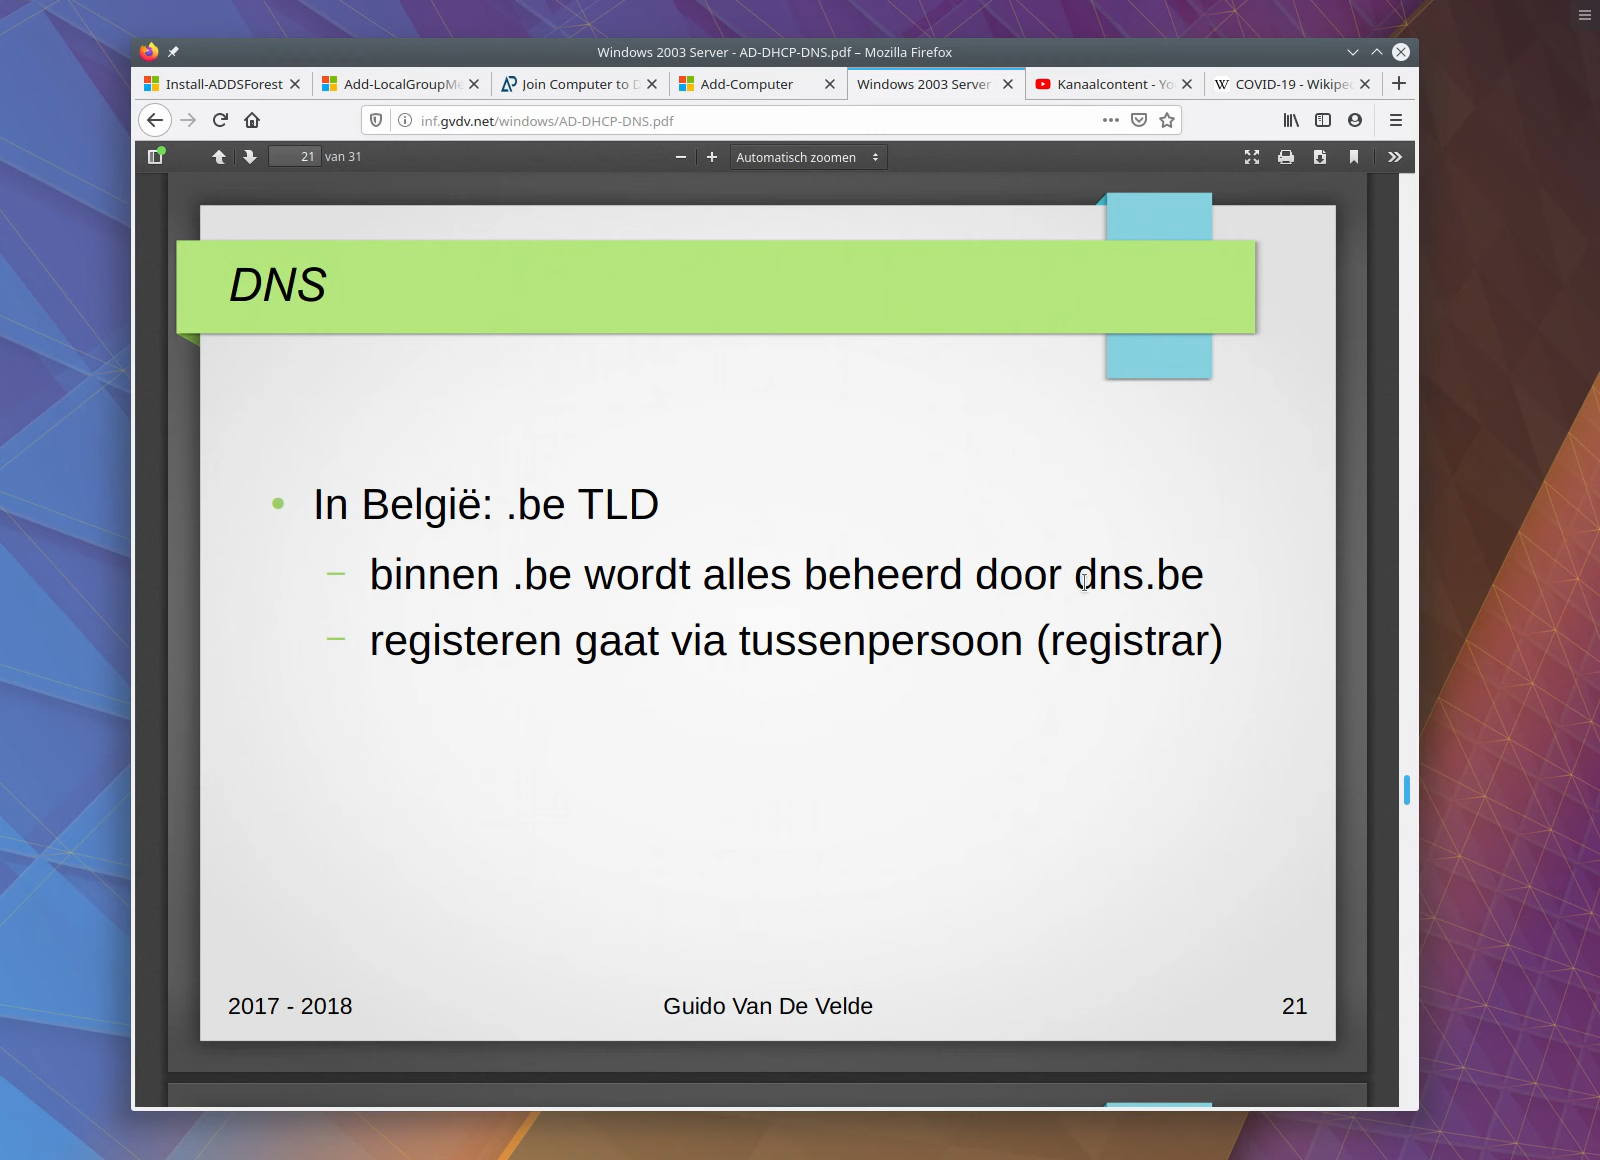 Windows 2003 Server - AD-DHCP-DNS.pdf – Mozilla Firefox
Install-ADDSForest
Add-LocalGroupMe
Join Computer to D
Add-Computer
Windows 2003 Server
Kanaalcontent - Yo
COVID-19 - Wikipec
inf.gvdv.net/windows/AD-DHCP-DNS.pdf
21 van 31
Automatisch zoomen
DNS
In België: .be TLD
binnen .be wordt alles beheerd door dns.be
registeren gaat via tussenpersoon (registrar)
2017 - 2018
Guido Van De Velde
21